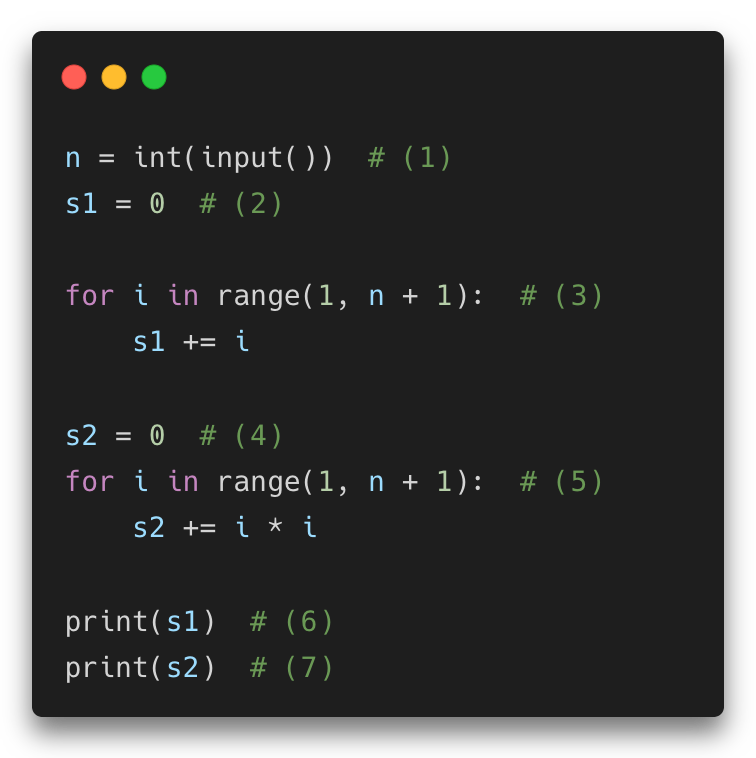 n = int(input())  # (1)
s1 = 0  # (2)
for i in range(1, n + 1):  # (3)
    s1 += i
s2 = 0  # (4)
for i in range(1, n + 1):  # (5)
    s2 += i * i
print(s1)  # (6)
print(s2)  # (7)